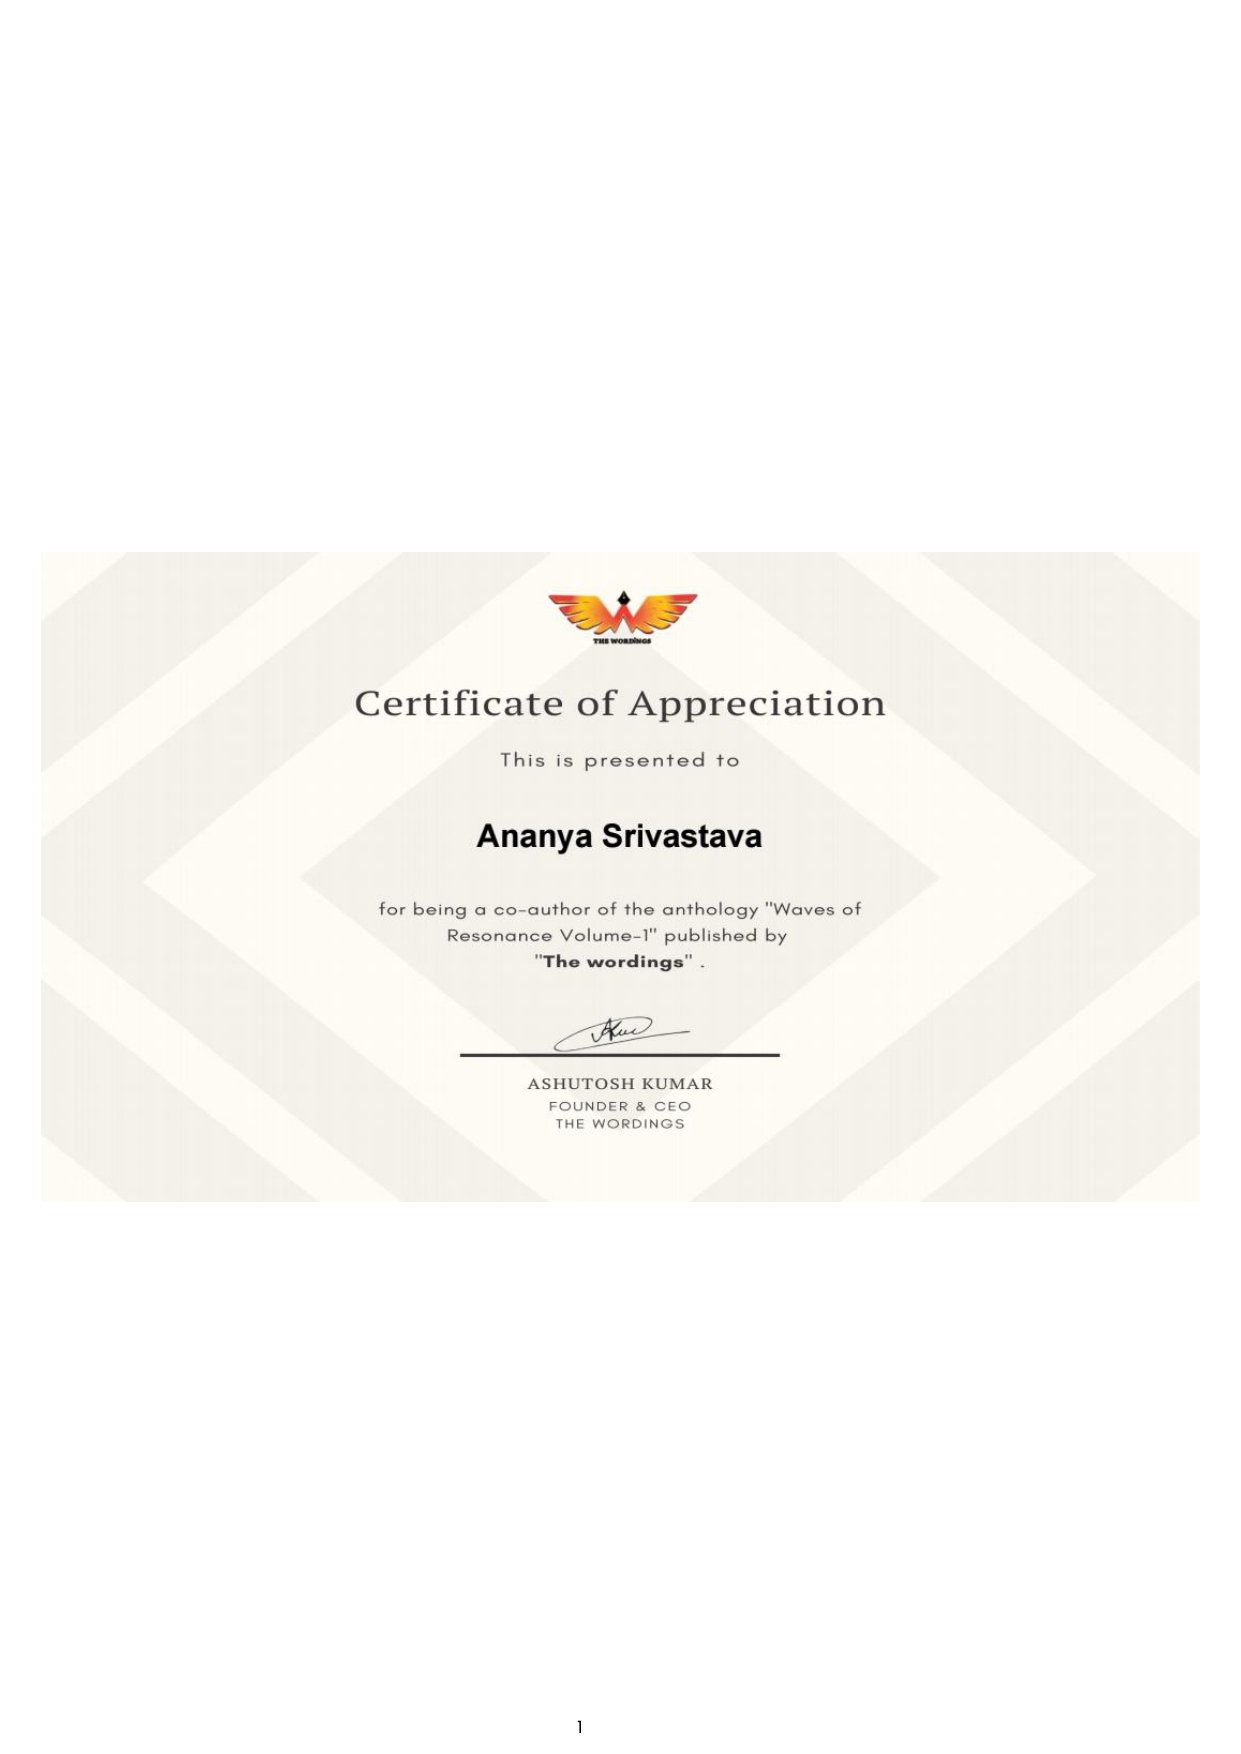 THE WORDINGS
Certificate of Appreciation
This is presented to
Ananya Srivastava
for being a co-author of the anthology "Waves of
Resonance Volume-1" published by
"The wordings" .
ASHUTOSH KUMAR
FOUNDER & CEO
THE WORDINGS
1